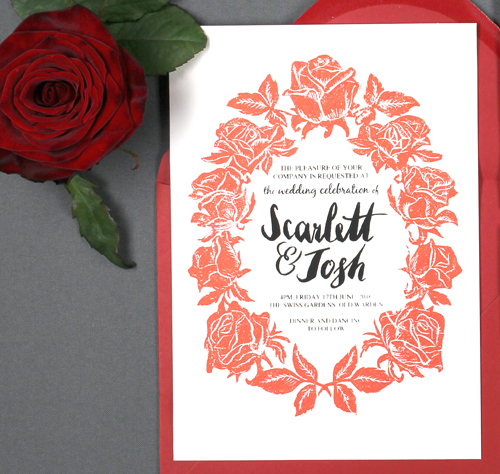 THE PLEASURE OF YOUR
COMPANY IS REQUESTED AT
the wedding celebration of
Scarlett
& Josh
4PM, FRIDAY 17TH JUNE
THE SWISS GARDENS, OLD WARDEN
DINNER AND DANCING
TO FOLLOW